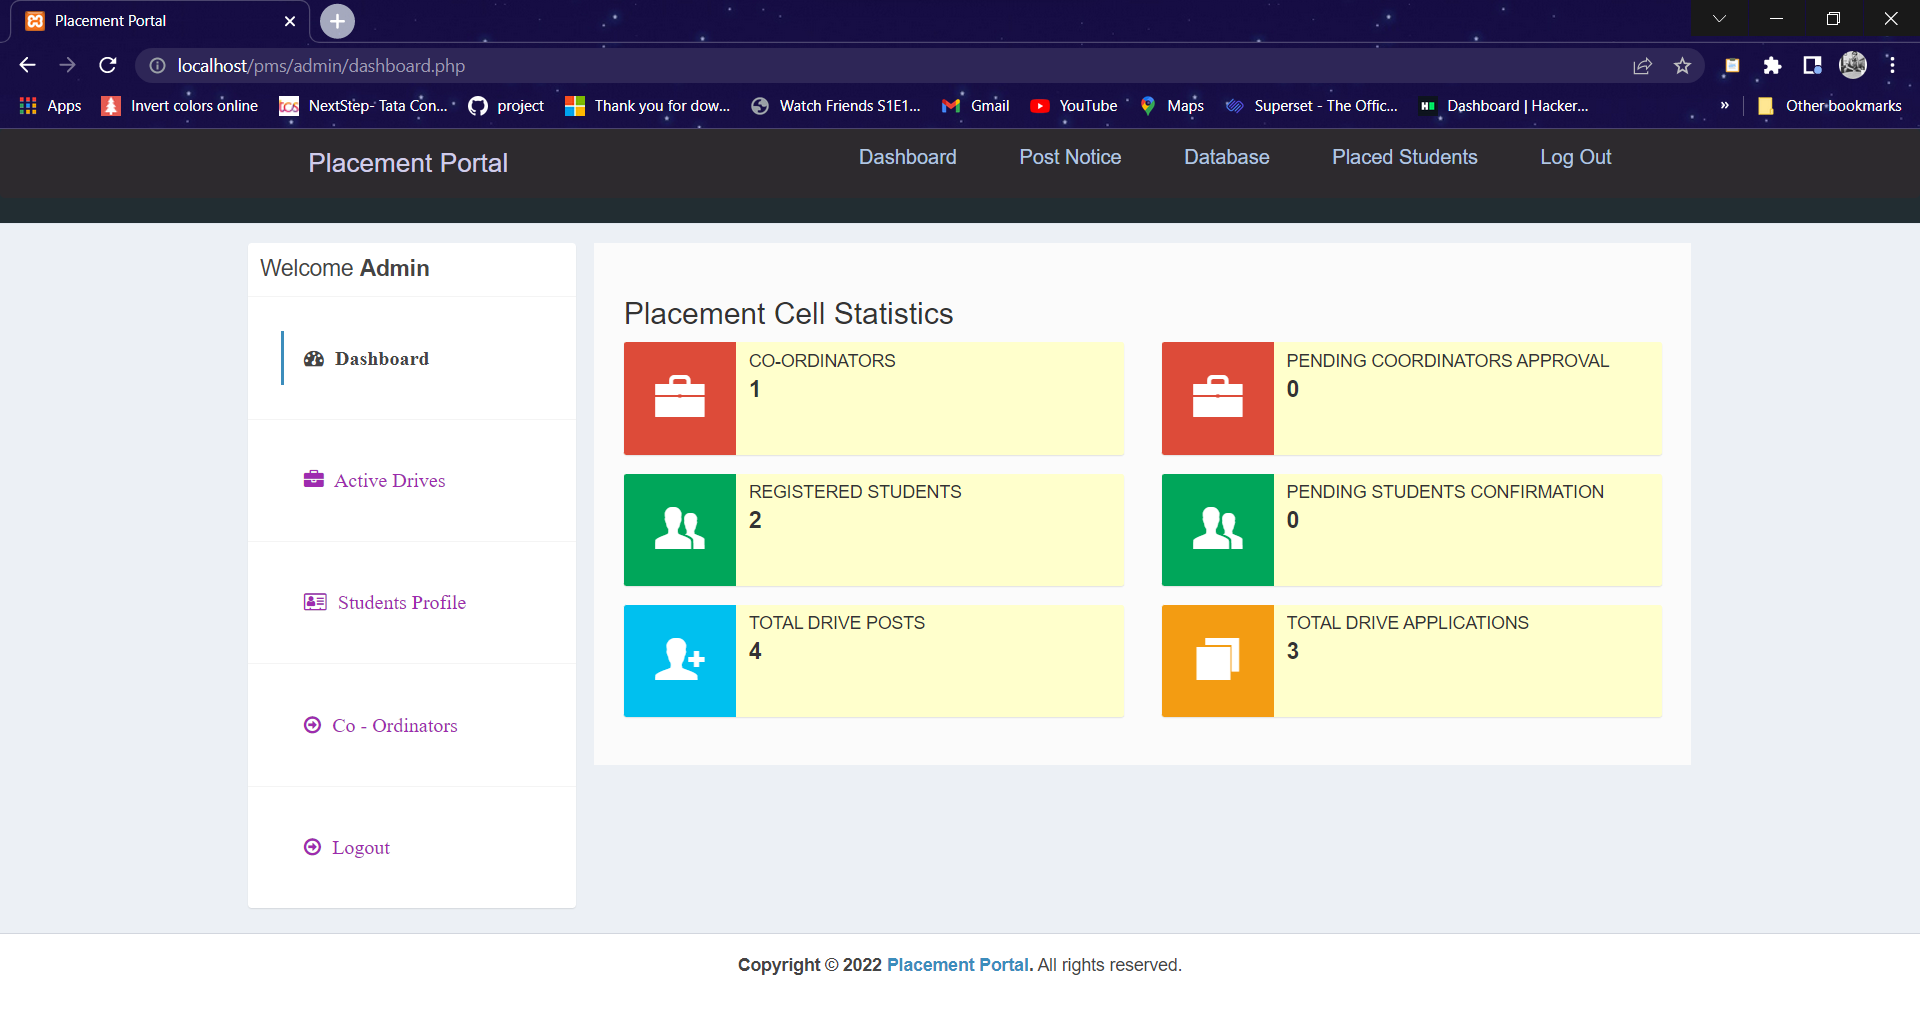 Placement Portal
localhost/pms/admin/dashboard.php
Apps Invert colors online NextStep- Tata Con... project Thank you for dow... Watch Friends S1E1... Gmail YouTube Maps Superset - The Offic... Dashboard | Hacker... » Other bookmarks
Placement Portal Dashboard Post Notice Database Placed Students Log Out
Welcome Admin
Dashboard
Active Drives
Students Profile
Co - Ordinators
Logout
Placement Cell Statistics
CO-ORDINATORS
1
PENDING COORDINATORS APPROVAL
0
REGISTERED STUDENTS
2
PENDING STUDENTS CONFIRMATION
0
TOTAL DRIVE POSTS
4
TOTAL DRIVE APPLICATIONS
3
Copyright © 2022 Placement Portal. All rights reserved.